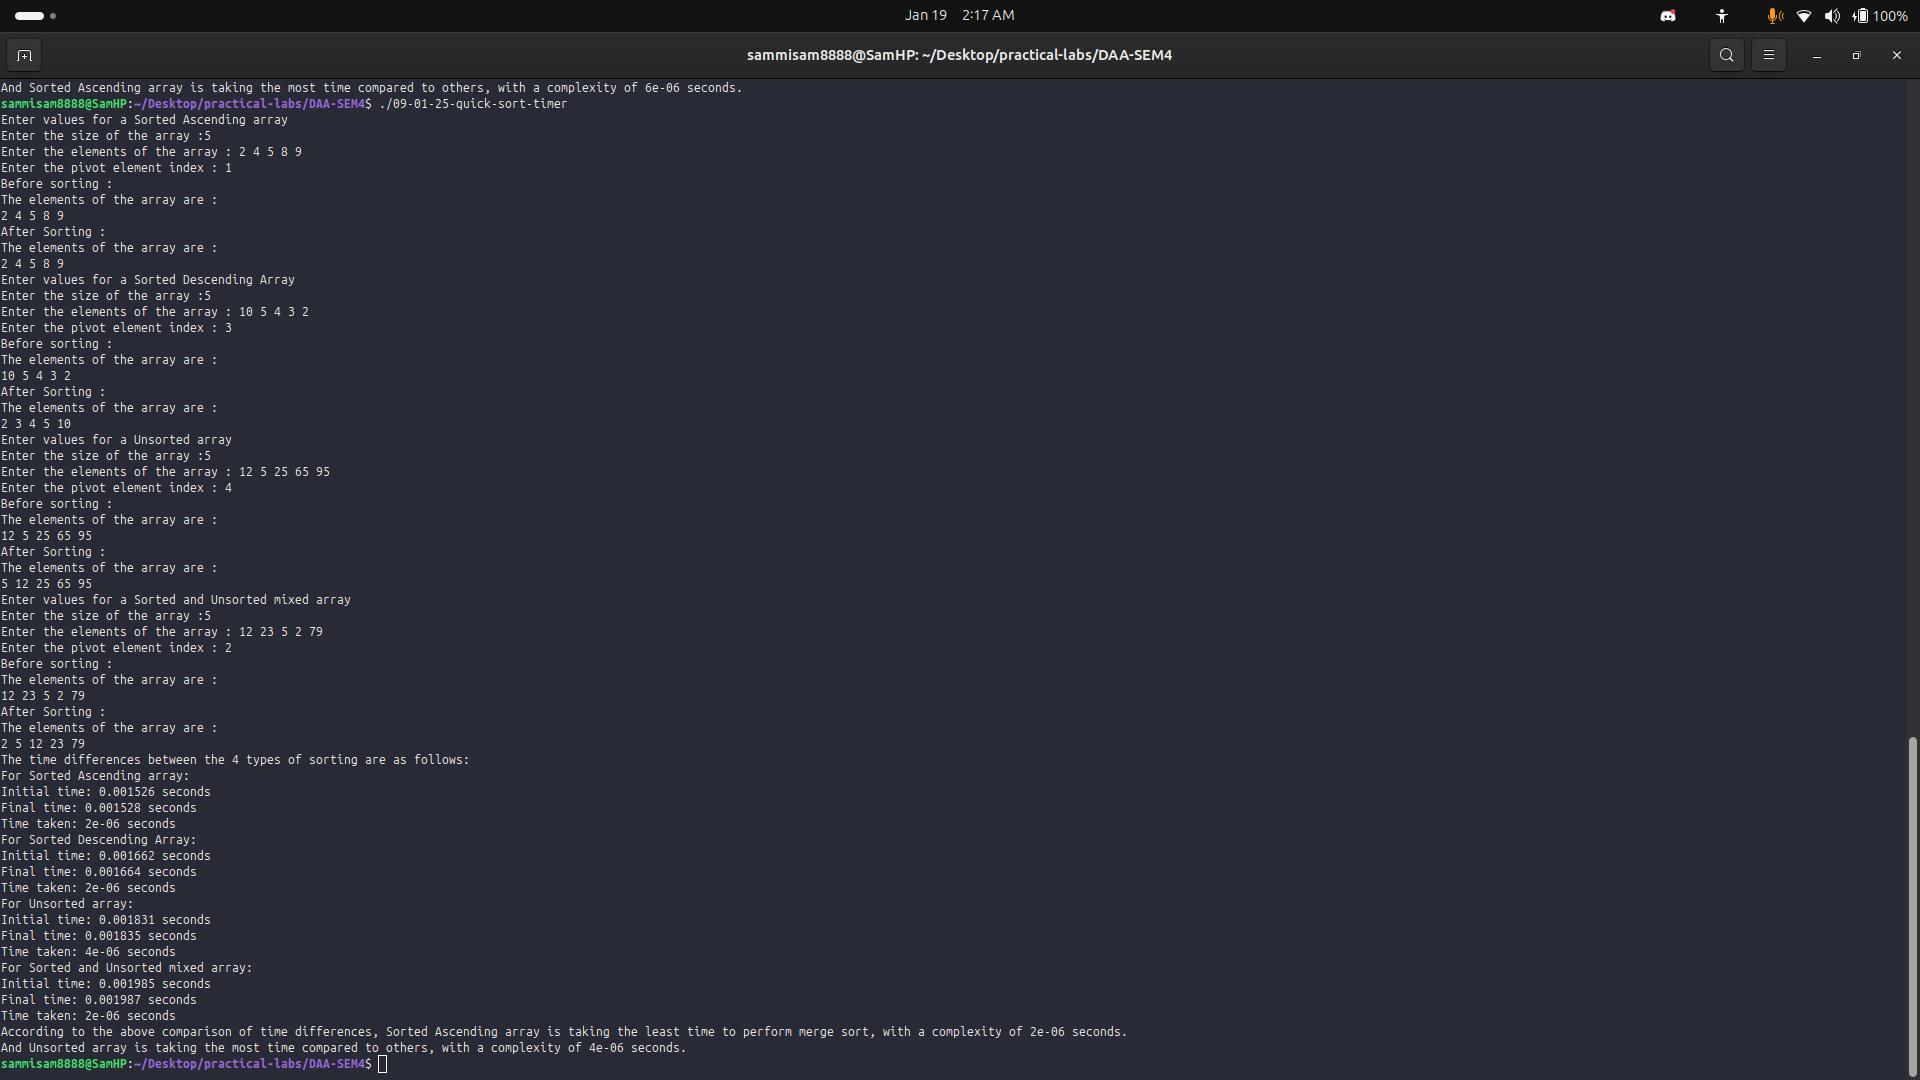 Jan 19 2:17 AM
100%
sammisam8888@SamHP: ~/Desktop/practical-labs/DAA-SEM4
And Sorted Ascending array is taking the most time compared to others, with a complexity of 6e-06 seconds.
sammisam8888@SamHP:~/Desktop/practical-labs/DAA-SEM4$ ./09-01-25-quick-sort-timer
Enter values for a Sorted Ascending array
Enter the size of the array :5
Enter the elements of the array : 2 4 5 8 9
Enter the pivot element index : 1
Before sorting :
The elements of the array are :
2 4 5 8 9
After Sorting :
The elements of the array are :
2 4 5 8 9
Enter values for a Sorted Descending Array
Enter the size of the array :5
Enter the elements of the array : 10 5 4 3 2
Enter the pivot element index : 3
Before sorting :
The elements of the array are :
10 5 4 3 2
After Sorting :
The elements of the array are :
2 3 4 5 10
Enter values for a Unsorted array
Enter the size of the array :5
Enter the elements of the array : 12 5 25 65 95
Enter the pivot element index : 4
Before sorting :
The elements of the array are :
12 5 25 65 95
After Sorting :
The elements of the array are :
5 12 25 65 95
Enter values for a Sorted and Unsorted mixed array
Enter the size of the array :5
Enter the elements of the array : 12 23 5 2 79
Enter the pivot element index : 2
Before sorting :
The elements of the array are :
12 23 5 2 79
After Sorting :
The elements of the array are :
2 5 12 23 79
The time differences between the 4 types of sorting are as follows:
For Sorted Ascending array:
Initial time: 0.001526 seconds
Final time: 0.001528 seconds
Time taken: 2e-06 seconds
For Sorted Descending Array:
Initial time: 0.001662 seconds
Final time: 0.001664 seconds
Time taken: 2e-06 seconds
For Unsorted array:
Initial time: 0.001831 seconds
Final time: 0.001835 seconds
Time taken: 4e-06 seconds
For Sorted and Unsorted mixed array:
Initial time: 0.001985 seconds
Final time: 0.001987 seconds
Time taken: 2e-06 seconds
According to the above comparison of time differences, Sorted Ascending array is taking the least time to perform merge sort, with a complexity of 2e-06 seconds.
And Unsorted array is taking the most time compared to others, with a complexity of 4e-06 seconds.
sammisam8888@SamHP:~/Desktop/practical-labs/DAA-SEM4$